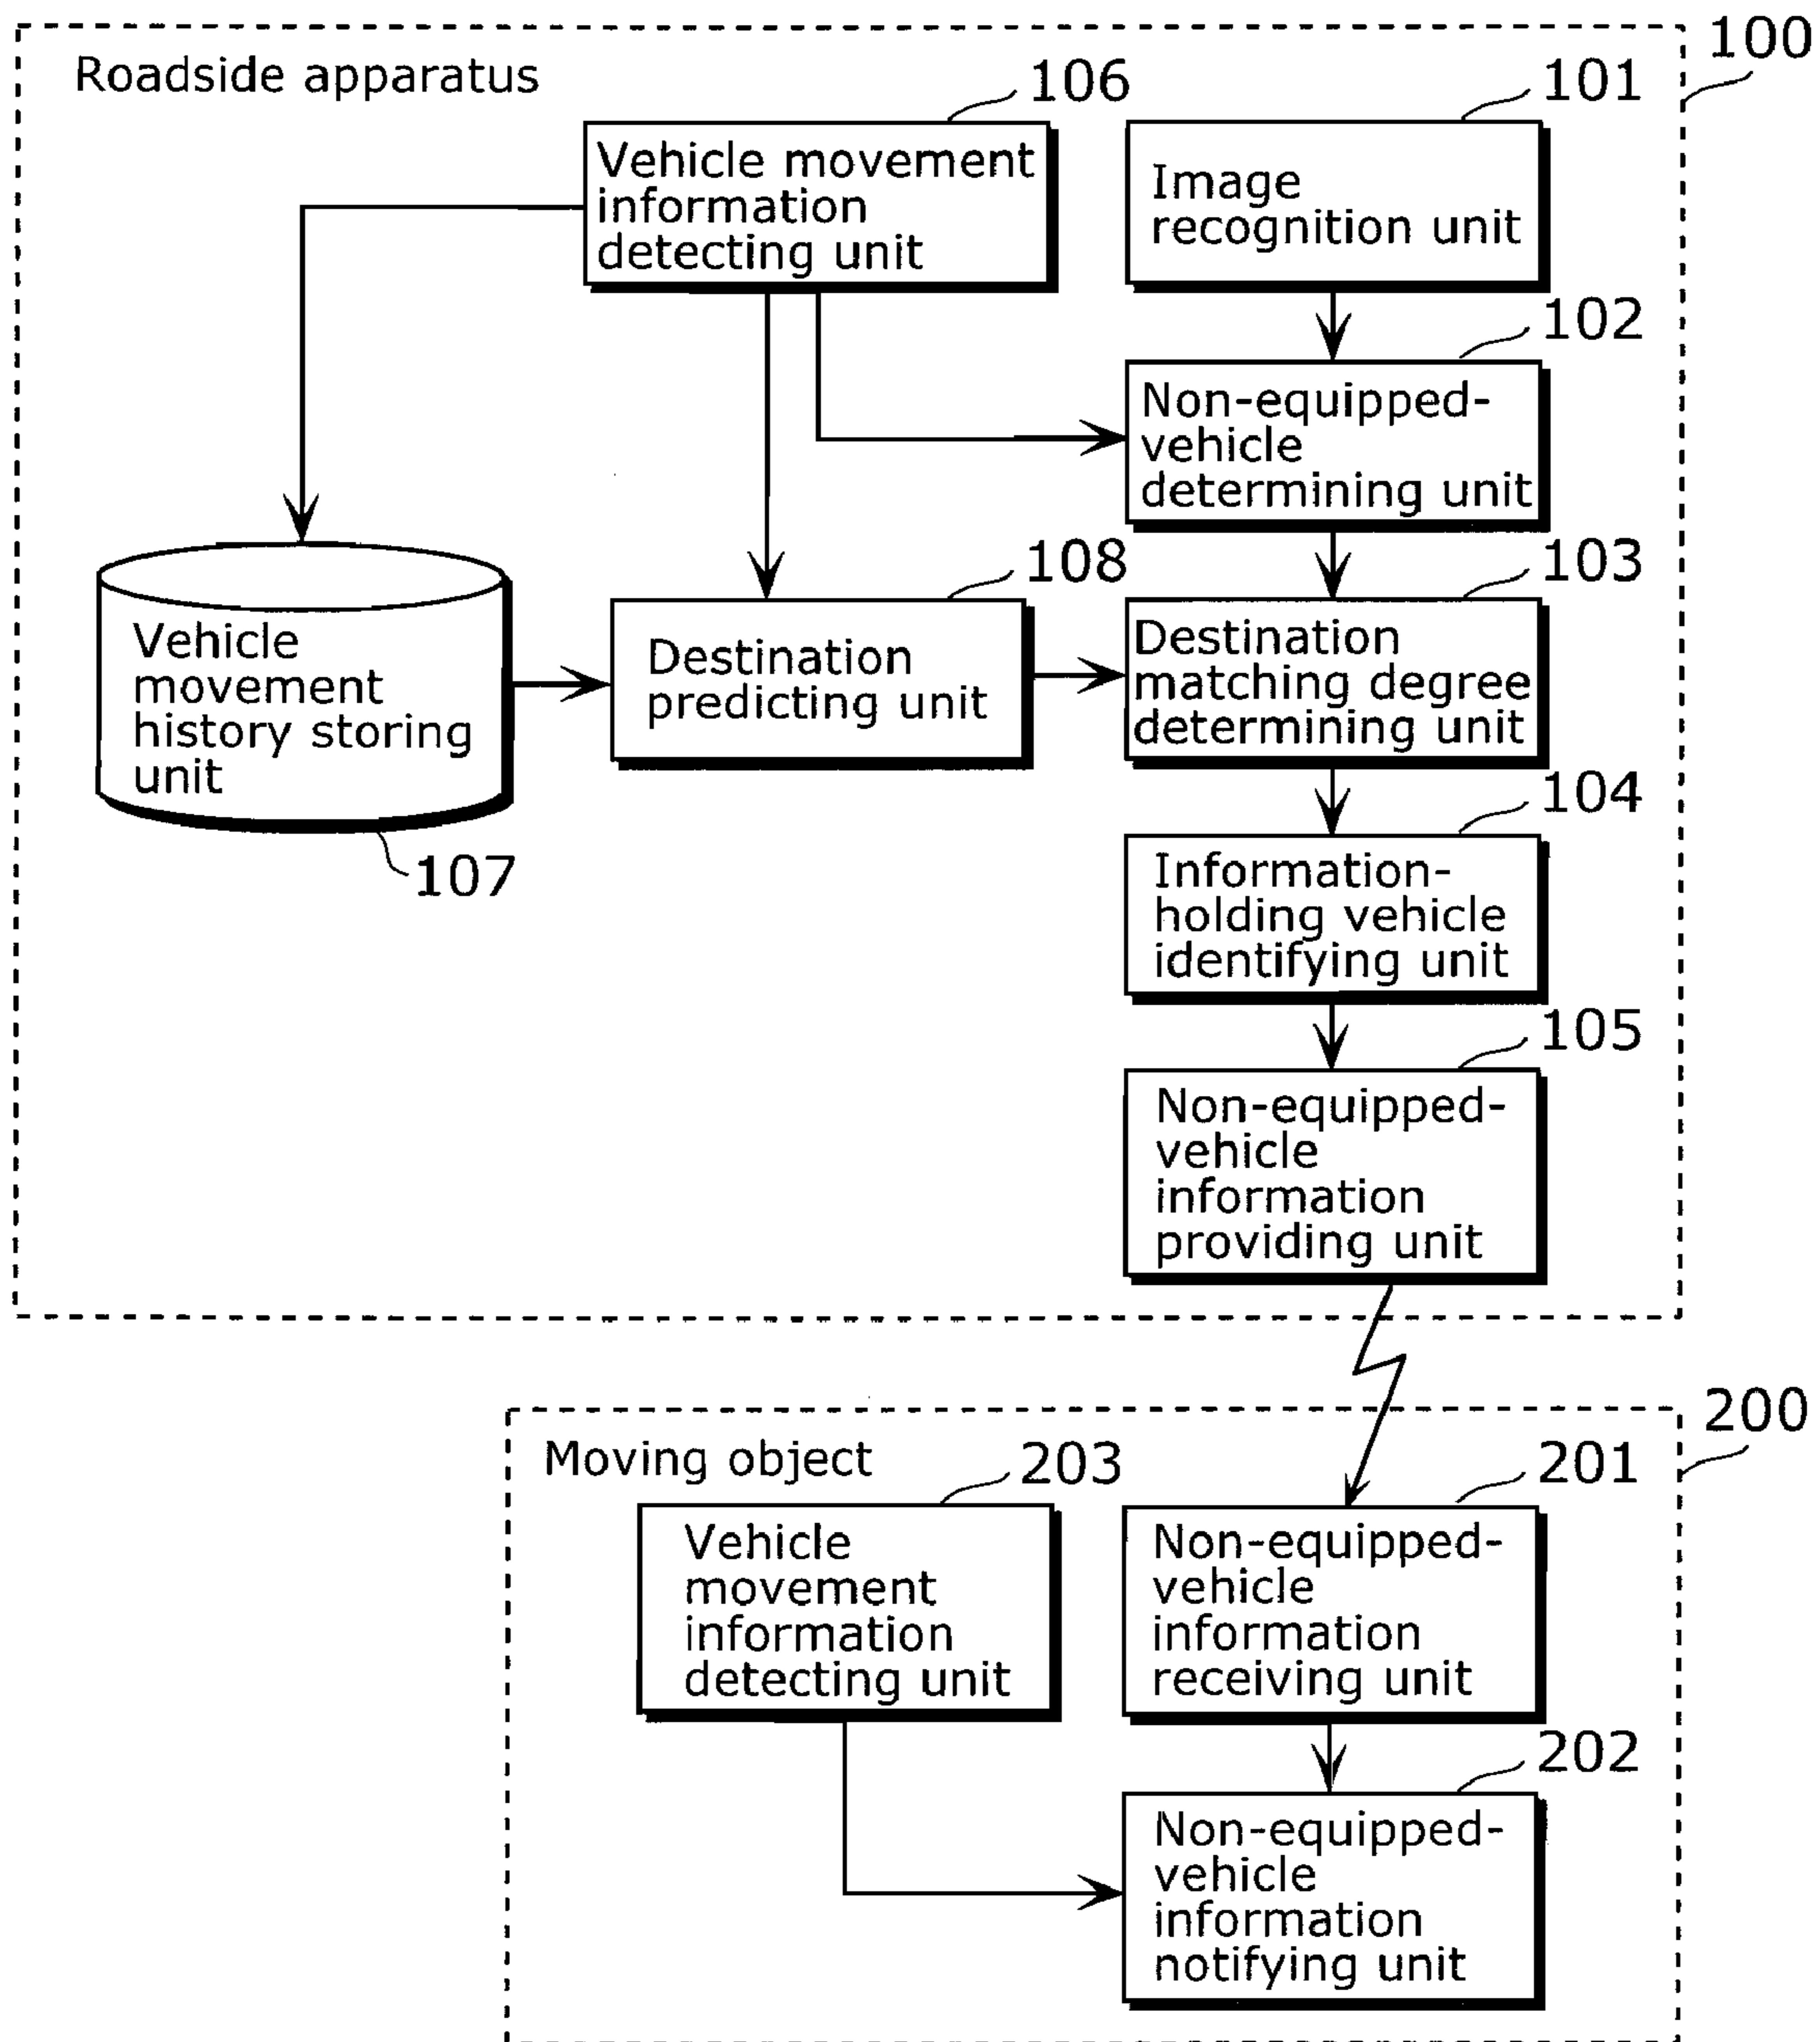 100
Roadside apparatus
106
101
Vehicle movement
information
detecting unit
Image
recognition unit
102
Non-equipped-
vehicle
determining unit
108
103
Vehicle
movement
history storing
unit
Destination
predicting unit
Destination
matching degree
determining unit
107
104
Information-
holding vehicle
identifying unit
105
Non-equipped-
vehicle
information
providing unit
200
Moving object
203
201
Vehicle
movement
information
detecting unit
Non-equipped-
vehicle
information
receiving unit
202
Non-equipped-
vehicle
information
notifying unit